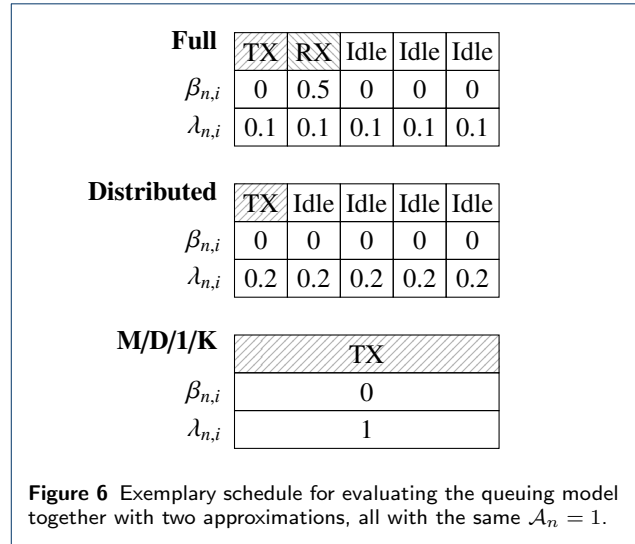 Full
TX RX Idle Idle Idle
βn,i 0 0.5 0 0 0
λn,i 0.1 0.1 0.1 0.1 0.1
Distributed
TX Idle Idle Idle Idle
βn,i 0 0 0 0 0
λn,i 0.2 0.2 0.2 0.2 0.2
M/D/1/K
TX
βn,i 0
λn,i 1
Figure 6 Exemplary schedule for evaluating the queuing model
together with two approximations, all with the same 𝒜n = 1.